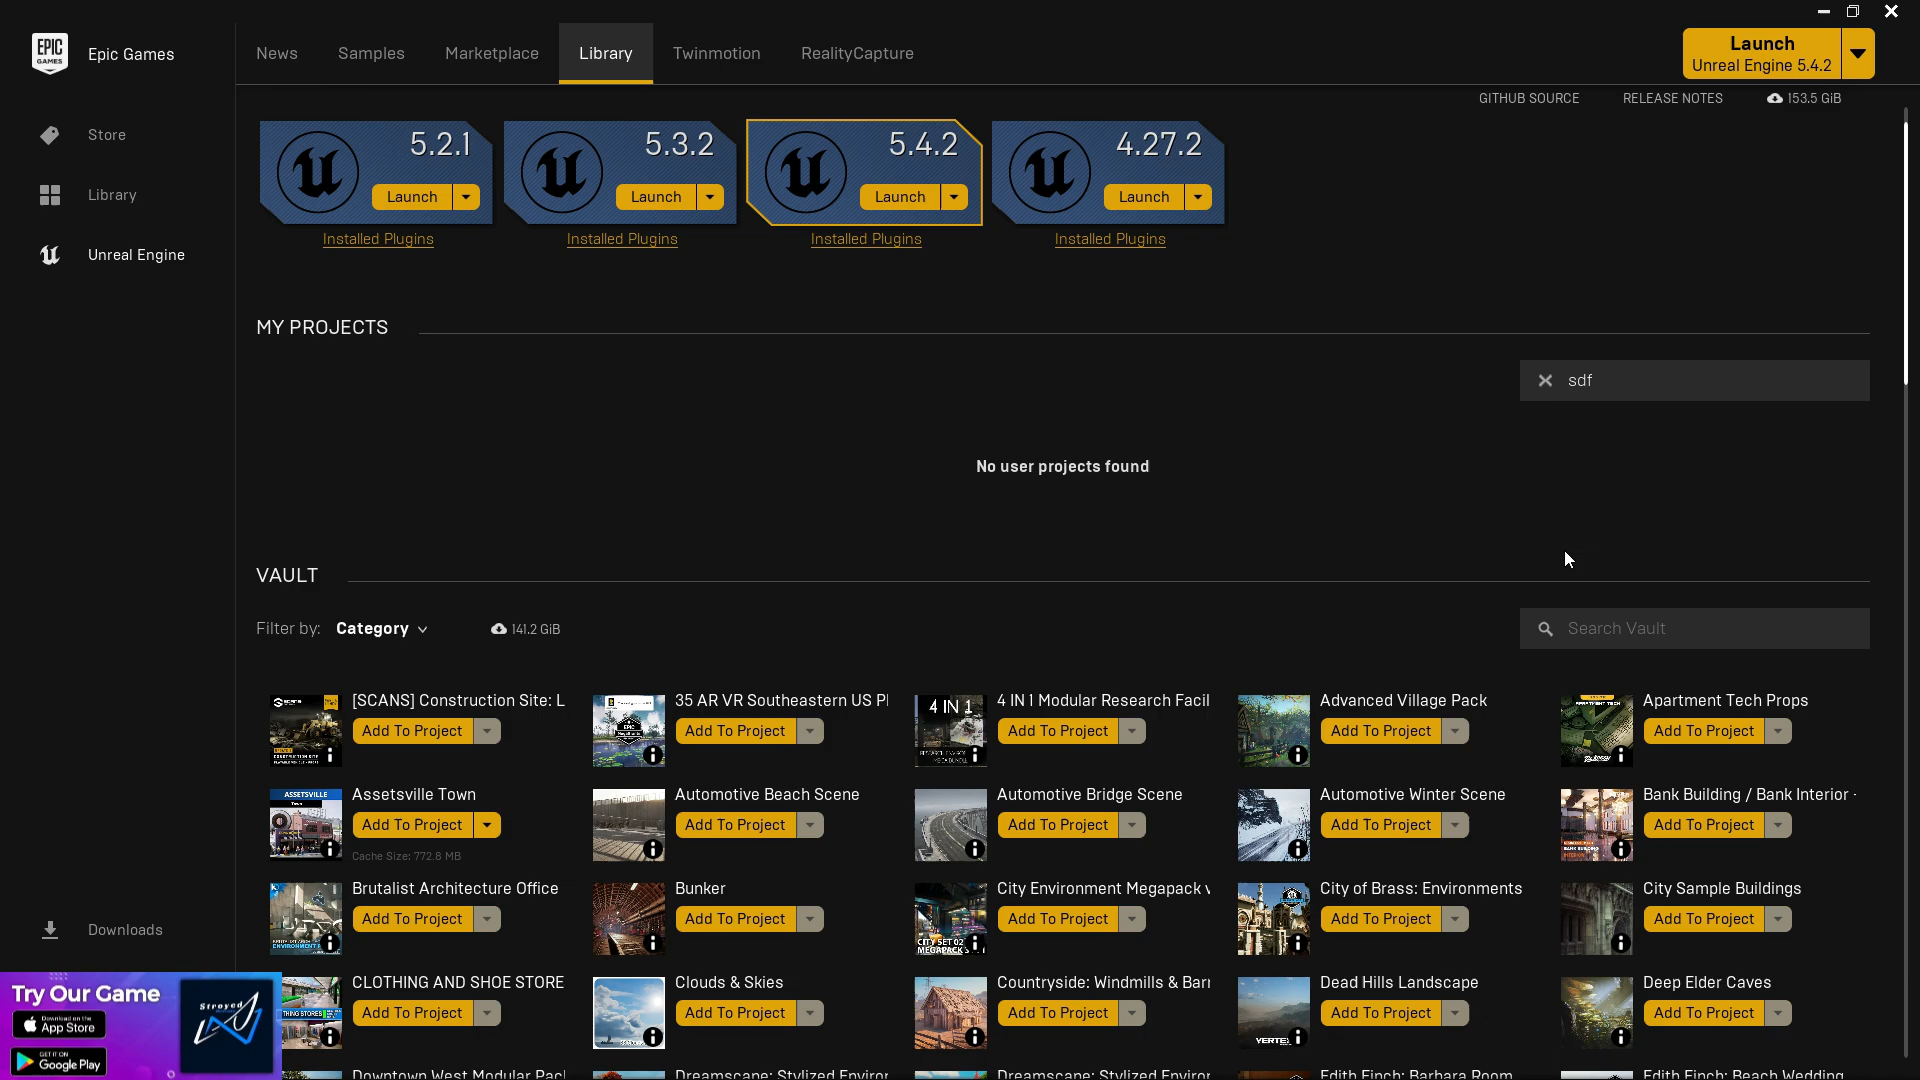 EPIC GAMES
Epic Games
News
Samples
Marketplace
Library
Twinmotion
RealityCapture
Launch
Unreal Engine 5.4.2
GITHUB SOURCE
RELEASE NOTES
153.5 GiB
Store
Library
Unreal Engine
5.2.1
5.3.2
5.4.2
4.27.2
Launch
Launch
Launch
Launch
Installed Plugins
Installed Plugins
Installed Plugins
Installed Plugins
MY PROJECTS
sdf
No user projects found
VAULT
Filter by:
Category
141.2 GiB
Search Vault
[SCANS] Construction Site: L
35 AR VR Southeastern US Pl
4 IN 1 Modular Research Facil
Advanced Village Pack
Apartment Tech Props
4 IN 1
Add To Project
Add To Project
Add To Project
Add To Project
Add To Project
Assetsville Town
Automotive Beach Scene
Automotive Bridge Scene
Automotive Winter Scene
Bank Building / Bank Interior -
ASSETSVILLE
Town
Add To Project
Add To Project
Add To Project
Add To Project
Add To Project
Cache Size: 772.8 MB
Brutalist Architecture Office
Bunker
City Environment Megapack v
City of Brass: Environments
City Sample Buildings
Add To Project
Add To Project
Add To Project
Add To Project
Add To Project
CITY SET 02
MEGAPACK
Downloads
CLOTHING AND SHOE STORE
Clouds & Skies
Countryside: Windmills & Barn
Dead Hills Landscape
Deep Elder Caves
Add To Project
Add To Project
Add To Project
Add To Project
Add To Project
Try Our Game
Download on the
App Store
GET IT ON
Google Play
Stroyed
Downtown West Modular Pac
Dreamscape: Stylized Enviror
Dreamscape: Stylized Enviror
Edith Finch: Barbara Room
Edith Finch: Beach Wedding